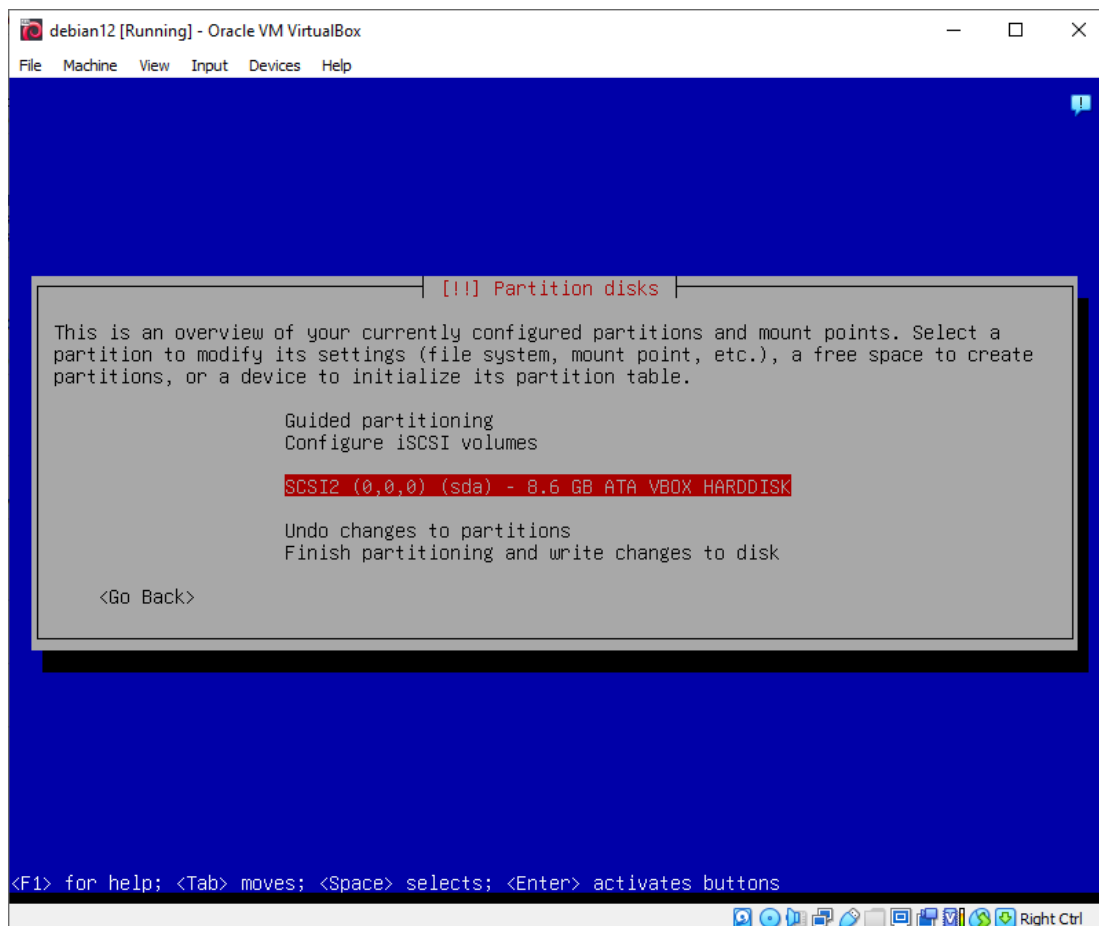 debian12 [Running] - Oracle VM VirtualBox
File Machine View Input Devices Help
[!!] Partition disks
This is an overview of your currently configured partitions and mount points. Select a
partition to modify its settings (file system, mount point, etc.), a free space to create
partitions, or a device to initialize its partition table.
Guided partitioning
Configure iSCSI volumes
SCSI2 (0,0,0) (sda) - 8.6 GB ATA VBOX HARDDISK
Undo changes to partitions
Finish partitioning and write changes to disk
<Go Back>
<F1> for help; <Tab> moves; <Space> selects; <Enter> activates buttons
Right Ctrl